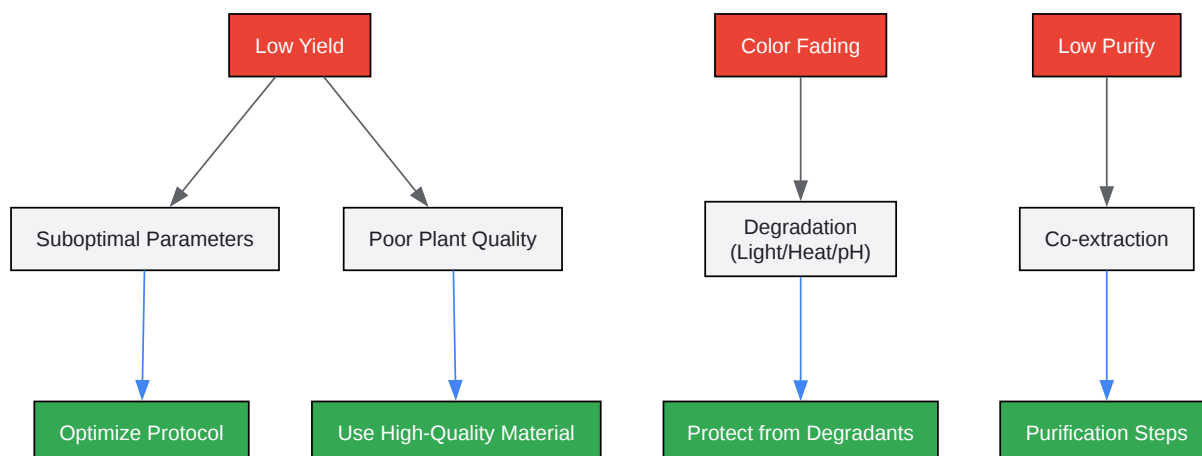 Low Yield
Color Fading
Low Purity
Suboptimal Parameters
Poor Plant Quality
Degradation
(Light/Heat/pH)
Co-extraction
Optimize Protocol
Use High-Quality Material
Protect from Degradants
Purification Steps